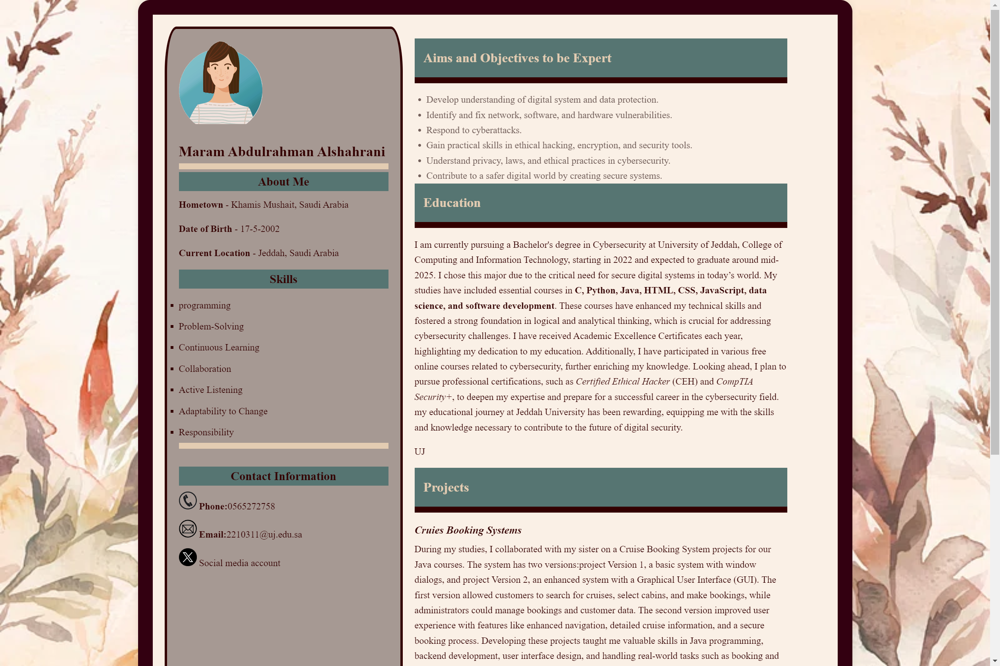 Maram Abdulrahman Alshahrani
About Me
Hometown - Khamis Mushait, Saudi Arabia
Date of Birth - 17-5-2002
Current Location - Jeddah, Saudi Arabia
Skills
programming
Problem-Solving
Continuous Learning
Collaboration
Active Listening
Adaptability to Change
Responsibility
Contact Information
Phone:0565272758
Email:2210311@uj.edu.sa
Social media account
Aims and Objectives to be Expert
Develop understanding of digital system and data protection.
Identify and fix network, software, and hardware vulnerabilities.
Respond to cyberattacks.
Gain practical skills in ethical hacking, encryption, and security tools.
Understand privacy, laws, and ethical practices in cybersecurity.
Contribute to a safer digital world by creating secure systems.
Education
I am currently pursuing a Bachelor's degree in Cybersecurity at University of Jeddah, College of
Computing and Information Technology, starting in 2022 and expected to graduate around mid-
2025. I chose this major due to the critical need for secure digital systems in today’s world. My
studies have included essential courses in C, Python, Java, HTML, CSS, JavaScript, data
science, and software development. These courses have enhanced my technical skills and
fostered a strong foundation in logical and analytical thinking, which is crucial for addressing
cybersecurity challenges. I have received Academic Excellence Certificates each year,
highlighting my dedication to my education. Additionally, I have participated in various free
online courses related to cybersecurity, further enriching my knowledge. Looking ahead, I plan to
pursue professional certifications, such as Certified Ethical Hacker (CEH) and CompTIA
Security+, to deepen my expertise and prepare for a successful career in the cybersecurity field.
my educational journey at Jeddah University has been rewarding, equipping me with the skills
and knowledge necessary to contribute to the future of digital security.
UJ
Projects
Cruies Booking Systems
During my studies, I collaborated with my sister on a Cruise Booking System projects for our
Java courses. The system has two versions:project Version 1, a basic system with window
dialogs, and project Version 2, an enhanced system with a Graphical User Interface (GUI). The
first version allowed customers to search for cruises, select cabins, and make bookings, while
administrators could manage bookings and customer data. The second version improved user
experience with features like enhanced navigation, detailed cruise information, and a secure
booking process. Developing these projects taught me valuable skills in Java programming,
backend development, user interface design, and handling real-world tasks such as booking and